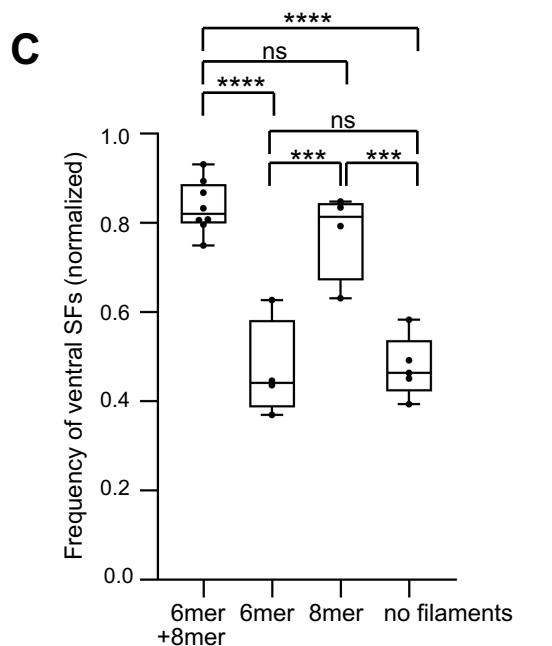 C
****
ns
****
ns
*** ***
Frequency of ventral SFs (normalized)
1.0
0.8
0.6
0.4
0.2
0.0
6mer 6mer 8mer no filaments
+8mer